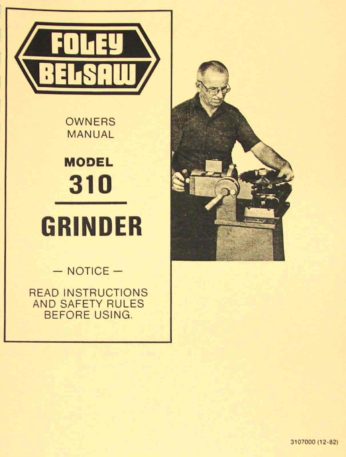 FOLEY
BELSAW
OWNERS
MANUAL
MODEL
310
GRINDER
— NOTICE —
READ INSTRUCTIONS
AND SAFETY RULES
BEFORE USING.
3107000 (12-82)